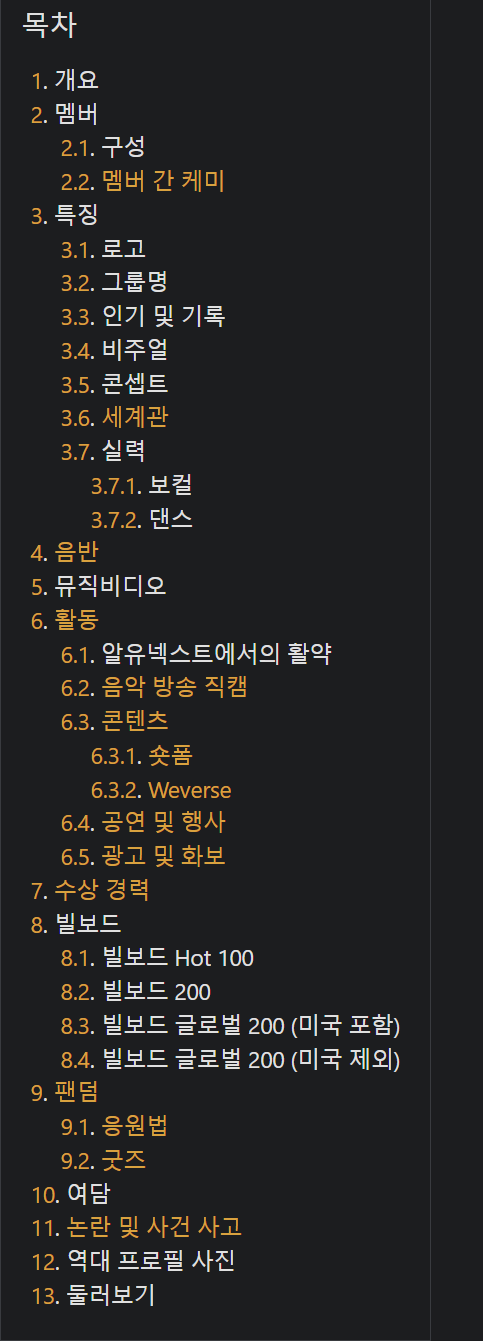 목차
1. 개요
2. 멤버
2.1. 구성
2.2. 멤버 간 케미
3. 특징
3.1. 로고
3.2. 그룹명
3.3. 인기 및 기록
3.4. 비주얼
3.5. 콘셉트
3.6. 세계관
3.7. 실력
3.7.1. 보컬
3.7.2. 댄스
4. 음반
5. 뮤직비디오
6. 활동
6.1. 알유넥스트에서의 활약
6.2. 음악 방송 직캠
6.3. 콘텐츠
6.3.1. 숏폼
6.3.2. Weverse
6.4. 공연 및 행사
6.5. 광고 및 화보
7. 수상 경력
8. 빌보드
8.1. 빌보드 Hot 100
8.2. 빌보드 200
8.3. 빌보드 글로벌 200 (미국 포함)
8.4. 빌보드 글로벌 200 (미국 제외)
9. 팬덤
9.1. 응원법
9.2. 굿즈
10. 여담
11. 논란 및 사건 사고
12. 역대 프로필 사진
13. 둘러보기